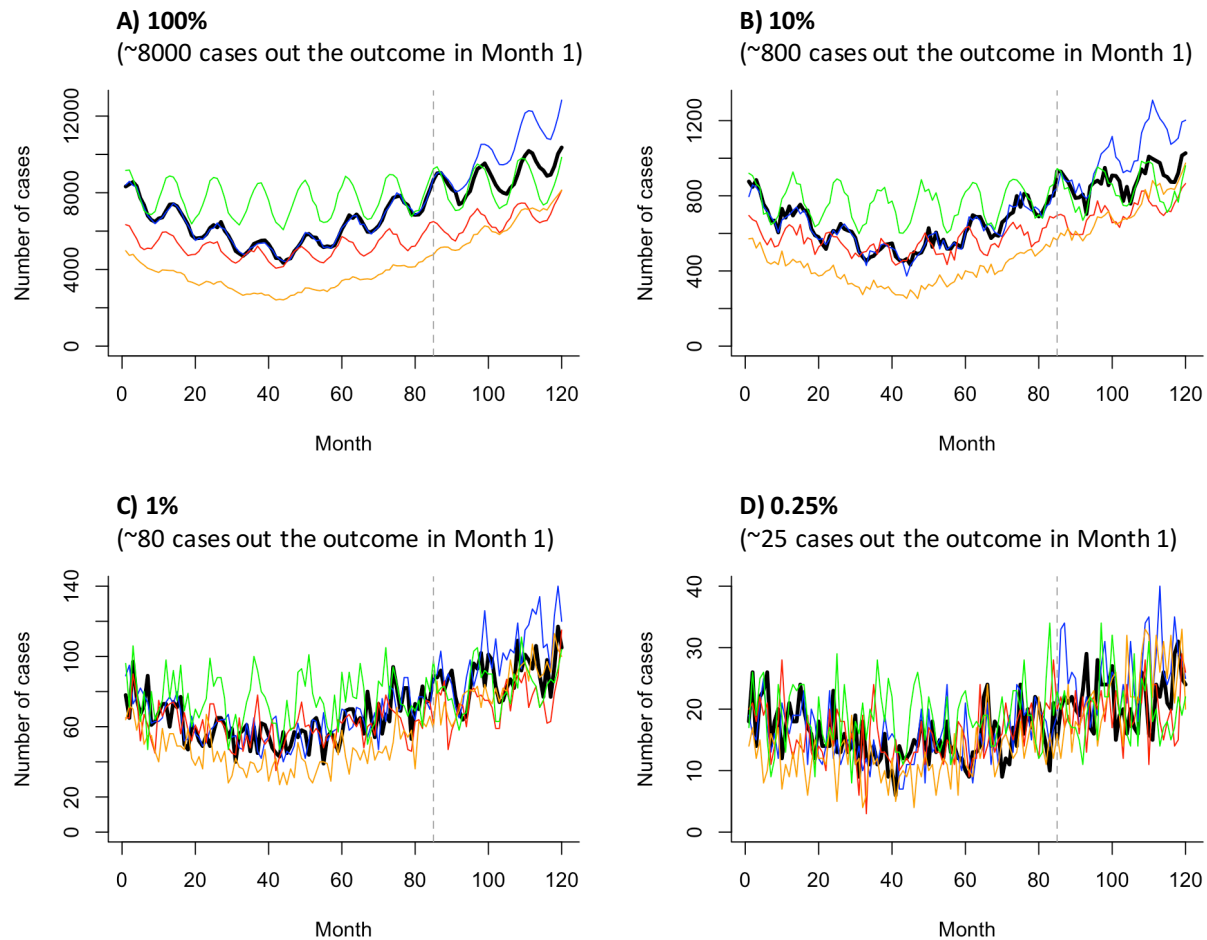 A) 100%
(~8000 cases out the outcome in Month 1)
Number of cases
0
4000
8000
12000
0
20
40
60
80
100
120
Month
B) 10%
(~800 cases out the outcome in Month 1)
Number of cases
0
400
800
1200
0
20
40
60
80
100
120
Month
C) 1%
(~80 cases out the outcome in Month 1)
Number of cases
0
20
60
100
140
0
20
40
60
80
100
120
Month
D) 0.25%
(~25 cases out the outcome in Month 1)
Number of cases
0
10
20
30
40
0
20
40
60
80
100
120
Month